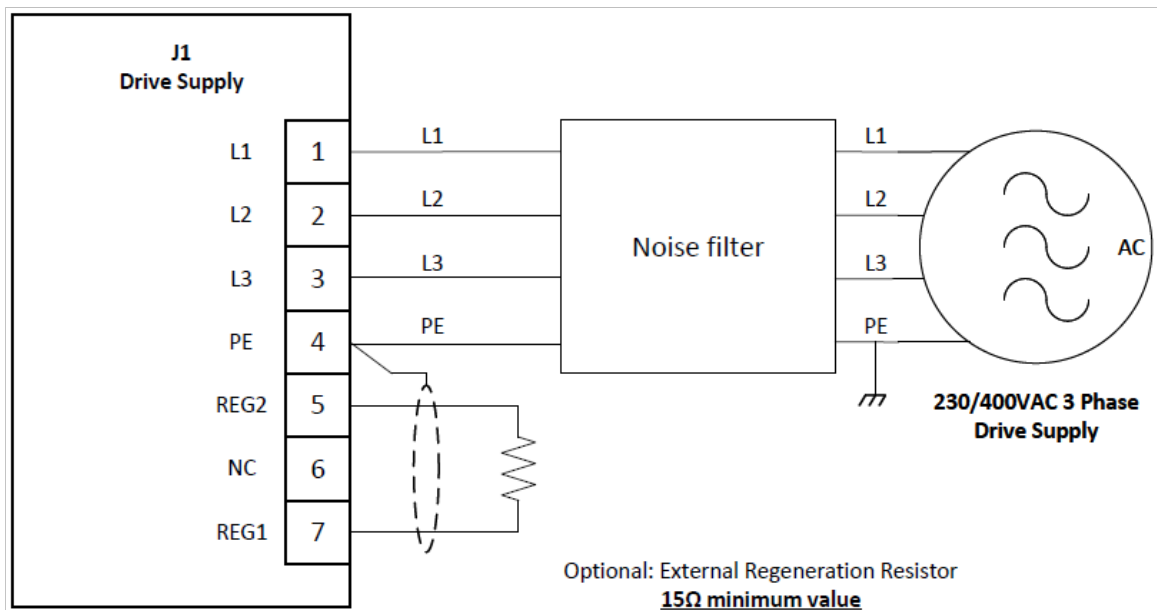 J1
Drive Supply
L1 1 L1 L1
L2 2 L2 L2
L3 3 L3 L3
PE 4 PE PE
Noise filter
AC
REG2 5
NC 6
REG1 7
230/400VAC 3 Phase
Drive Supply
Optional: External Regeneration Resistor
15Ω minimum value